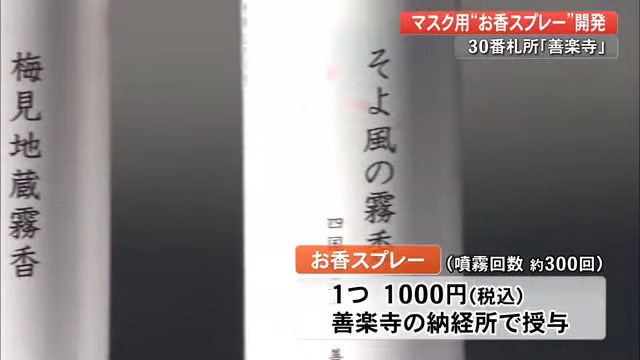 マスク用“お香スプレー”開発
30番札所「善楽寺」
梅見地蔵霧香
そよ風の霧香
四国
善
お香スプレー (噴霧回数 約300回)
1つ 1000円(税込)
善楽寺の納経所で授与